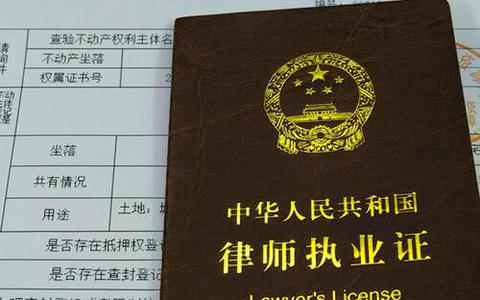 查验不动产权利主体名
不动产坐落
权属证书号 2
坐落
共有情况
用途 土地：城
是否存在抵押权登
是否存在查封登记
中华人民共和国
律师执业证
Lawyer's License